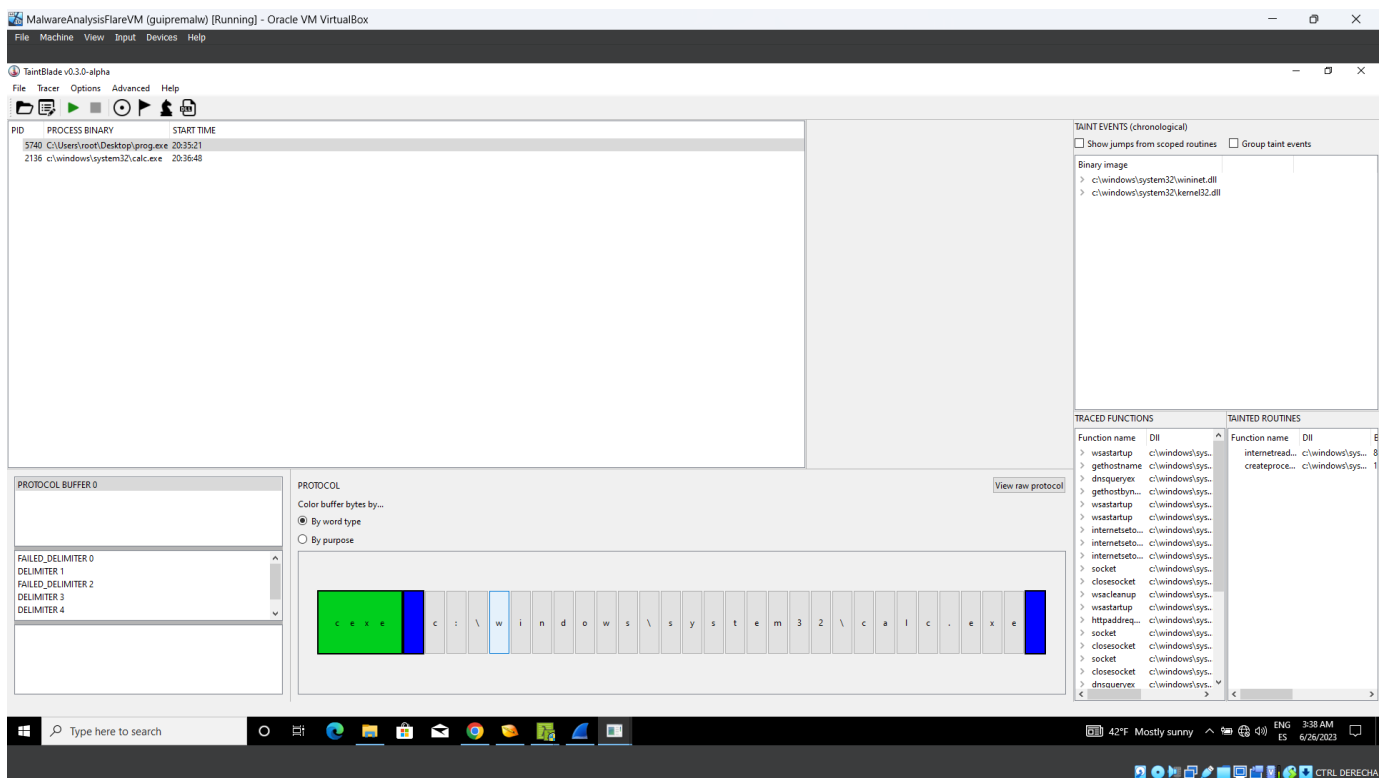 MalwareAnalysisFlareVM (guipremalw) [Running] - Oracle VM VirtualBox
File Machine View Input Devices Help
TaintBlade v0.3.0-alpha
File Tracer Options Advanced Help
PID PROCESS BINARY START TIME
5740 C:\Users\root\Desktop\prog.exe 20:35:21
2136 c:\windows\system32\calc.exe 20:36:48
TAINT EVENTS (chronological)
Show jumps from scoped routines Group taint events
Binary image
c:\windows\system32\wininet.dll
c:\windows\system32\kernel32.dll
TRACED FUNCTIONS
Function name Dll
wsastartup c:\windows\sys..
gethostname c:\windows\sys..
dnsqueryex c:\windows\sys..
gethostbyn... c:\windows\sys..
wsastartup c:\windows\sys..
wsastartup c:\windows\sys..
internetseto... c:\windows\sys..
internetseto... c:\windows\sys..
internetseto... c:\windows\sys..
socket c:\windows\sys..
closesocket c:\windows\sys..
wsacleanup c:\windows\sys..
wsastartup c:\windows\sys..
httpaddreq... c:\windows\sys..
socket c:\windows\sys..
closesocket c:\windows\sys..
socket c:\windows\sys..
closesocket c:\windows\sys..
dnsqueryex c:\windows\sys..
TAINTED ROUTINES
Function name Dll E
internetread... c:\windows\sys... 8
createproce... c:\windows\sys... 1
PROTOCOL BUFFER 0
FAILED_DELIMITER 0
DELIMITER 1
FAILED_DELIMITER 2
DELIMITER 3
DELIMITER 4
PROTOCOL View raw protocol
Color buffer bytes by...
By word type
By purpose
c e x e c : \ w i n d o w s \ s y s t e m 3 2 \ c a l c . e x e
Type here to search
42°F Mostly sunny
ENG 3:38 AM
ES 6/26/2023
CTRL DERECHA